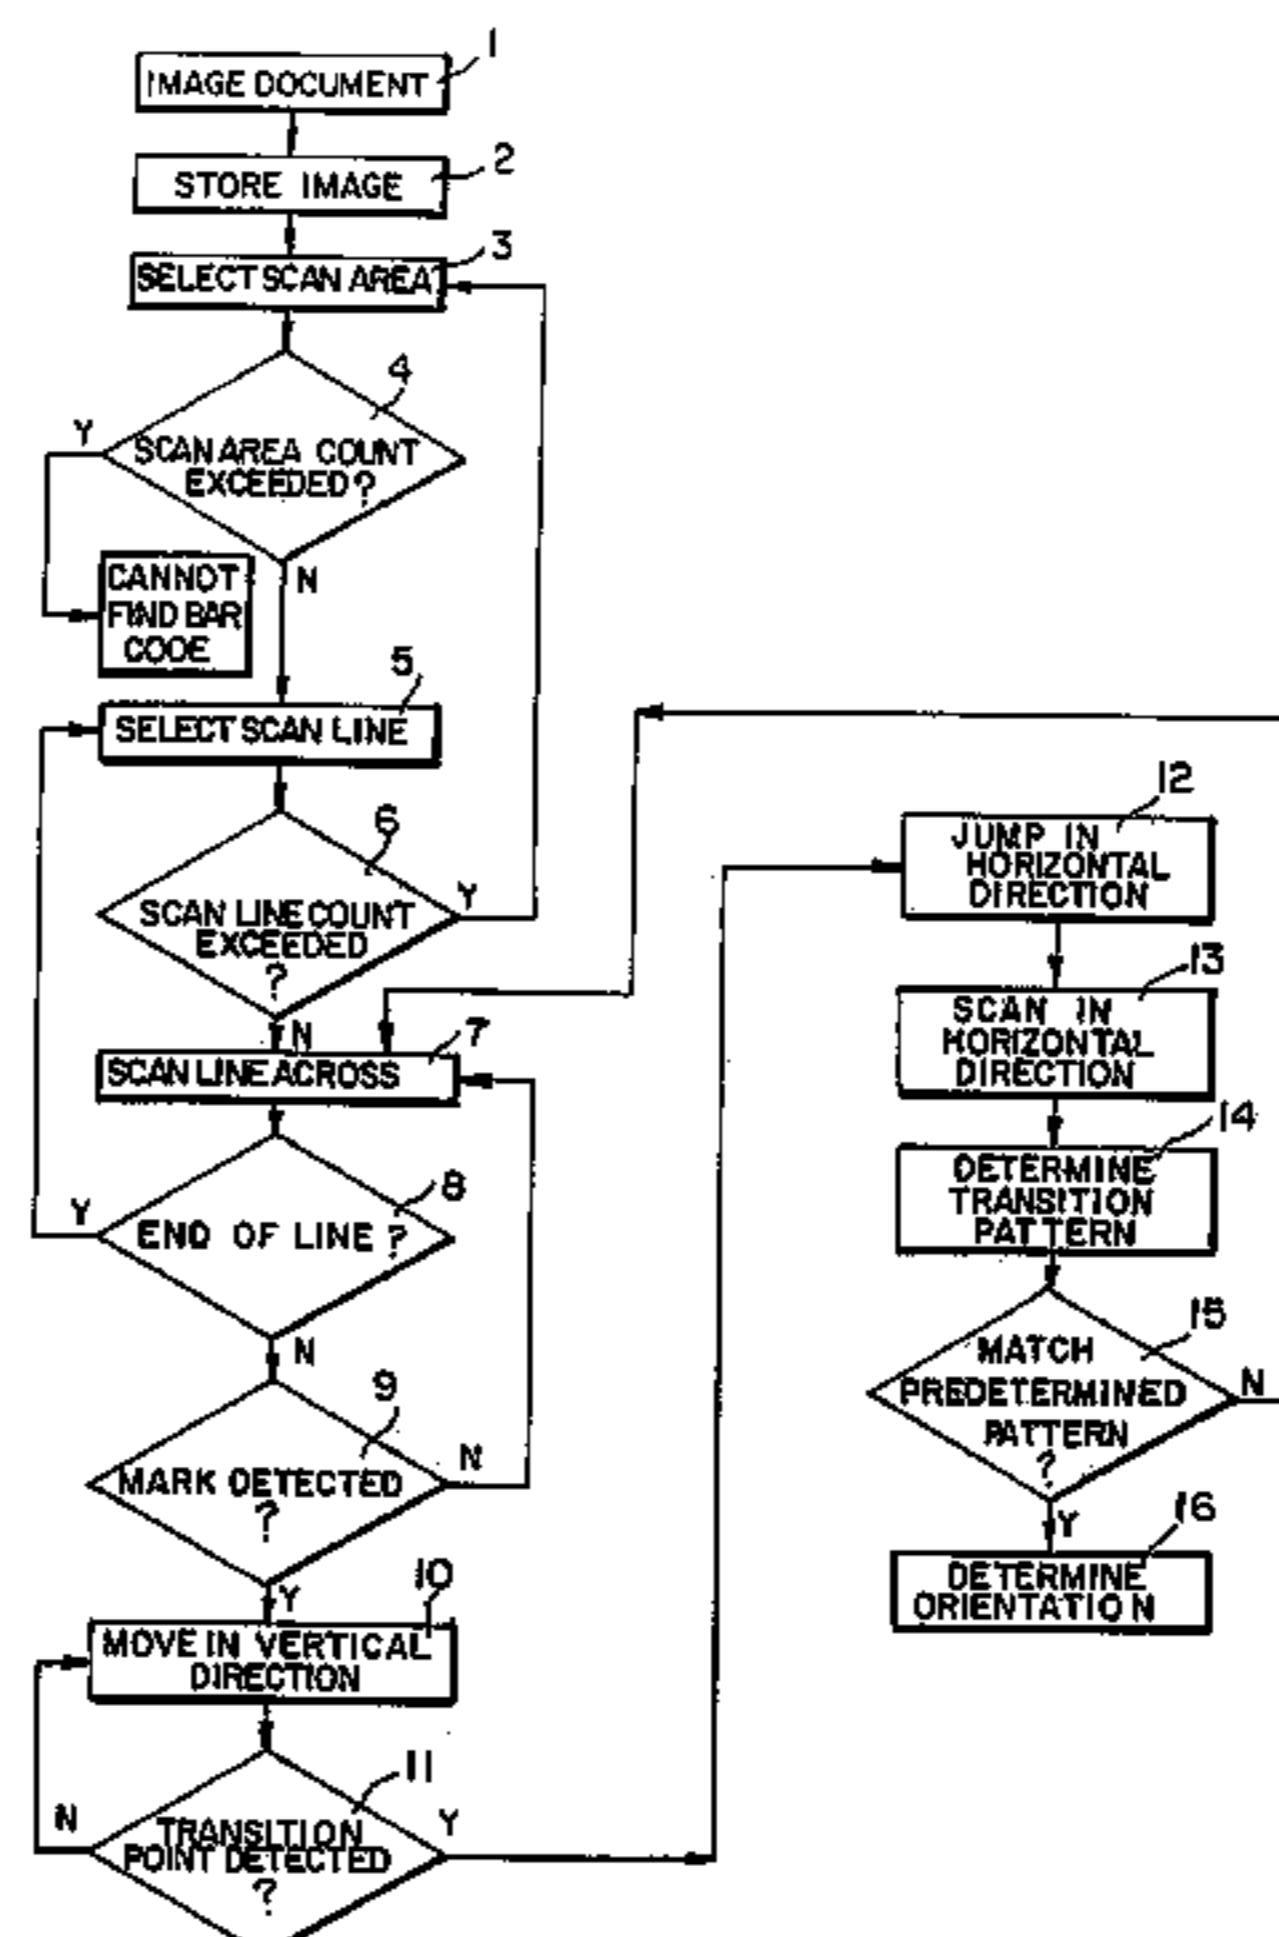 1
IMAGE DOCUMENT
2
STORE IMAGE
3
SELECT SCAN AREA
4
Y
SCAN AREA COUNT
EXCEEDED?
N
CANNOT
FIND BAR
CODE
5
SELECT SCAN LINE
6
Y
SCAN LINE COUNT
EXCEEDED
?
N
7
SCAN LINE ACROSS
8
Y
END OF LINE ?
N
9
N
MARK DETECTED
?
Y
10
MOVE IN VERTICAL
DIRECTION
11
N
Y
TRANSITION
POINT DETECTED
?
12
JUMP IN
HORIZONTAL
DIRECTION
13
SCAN IN
HORIZONTAL
DIRECTION
14
DETERMINE
TRANSITION
PATTERN
15
MATCH
PREDETERMINED
PATTERN
?
N
Y
16
DETERMINE
ORIENTATION